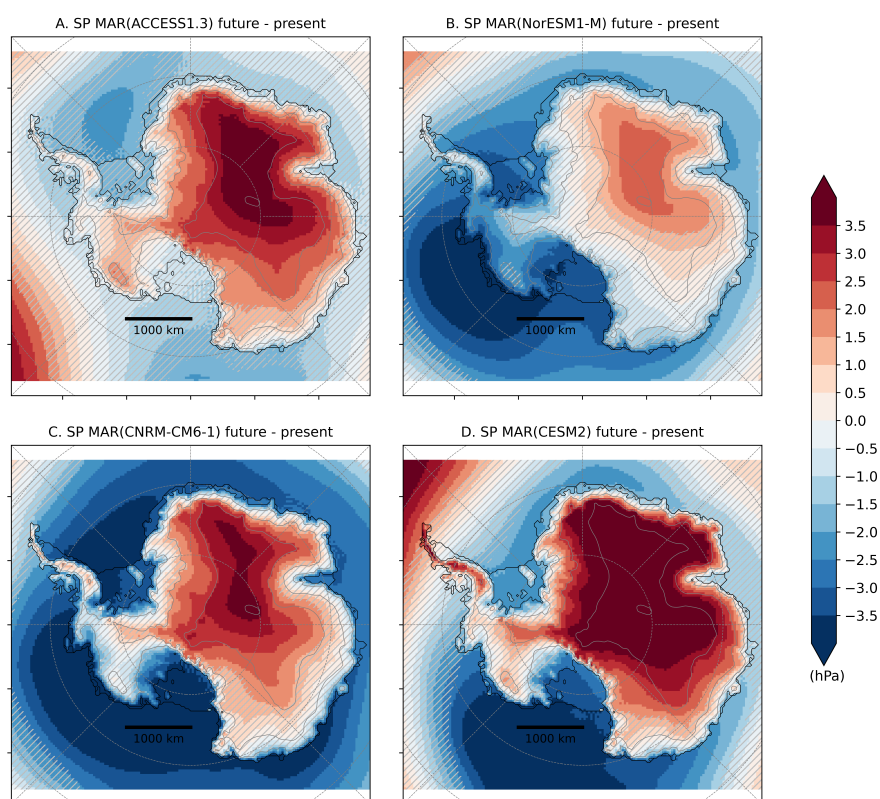 A. SP MAR(ACCESS1.3) future - present
B. SP MAR(NorESM1-M) future - present
1000 km
1000 km
C. SP MAR(CNRM-CM6-1) future - present
D. SP MAR(CESM2) future - present
1000 km
1000 km
3.5
3.0
2.5
2.0
1.5
1.0
0.5
0.0
−0.5
−1.0
−1.5
−2.0
−2.5
−3.0
−3.5
(hPa)